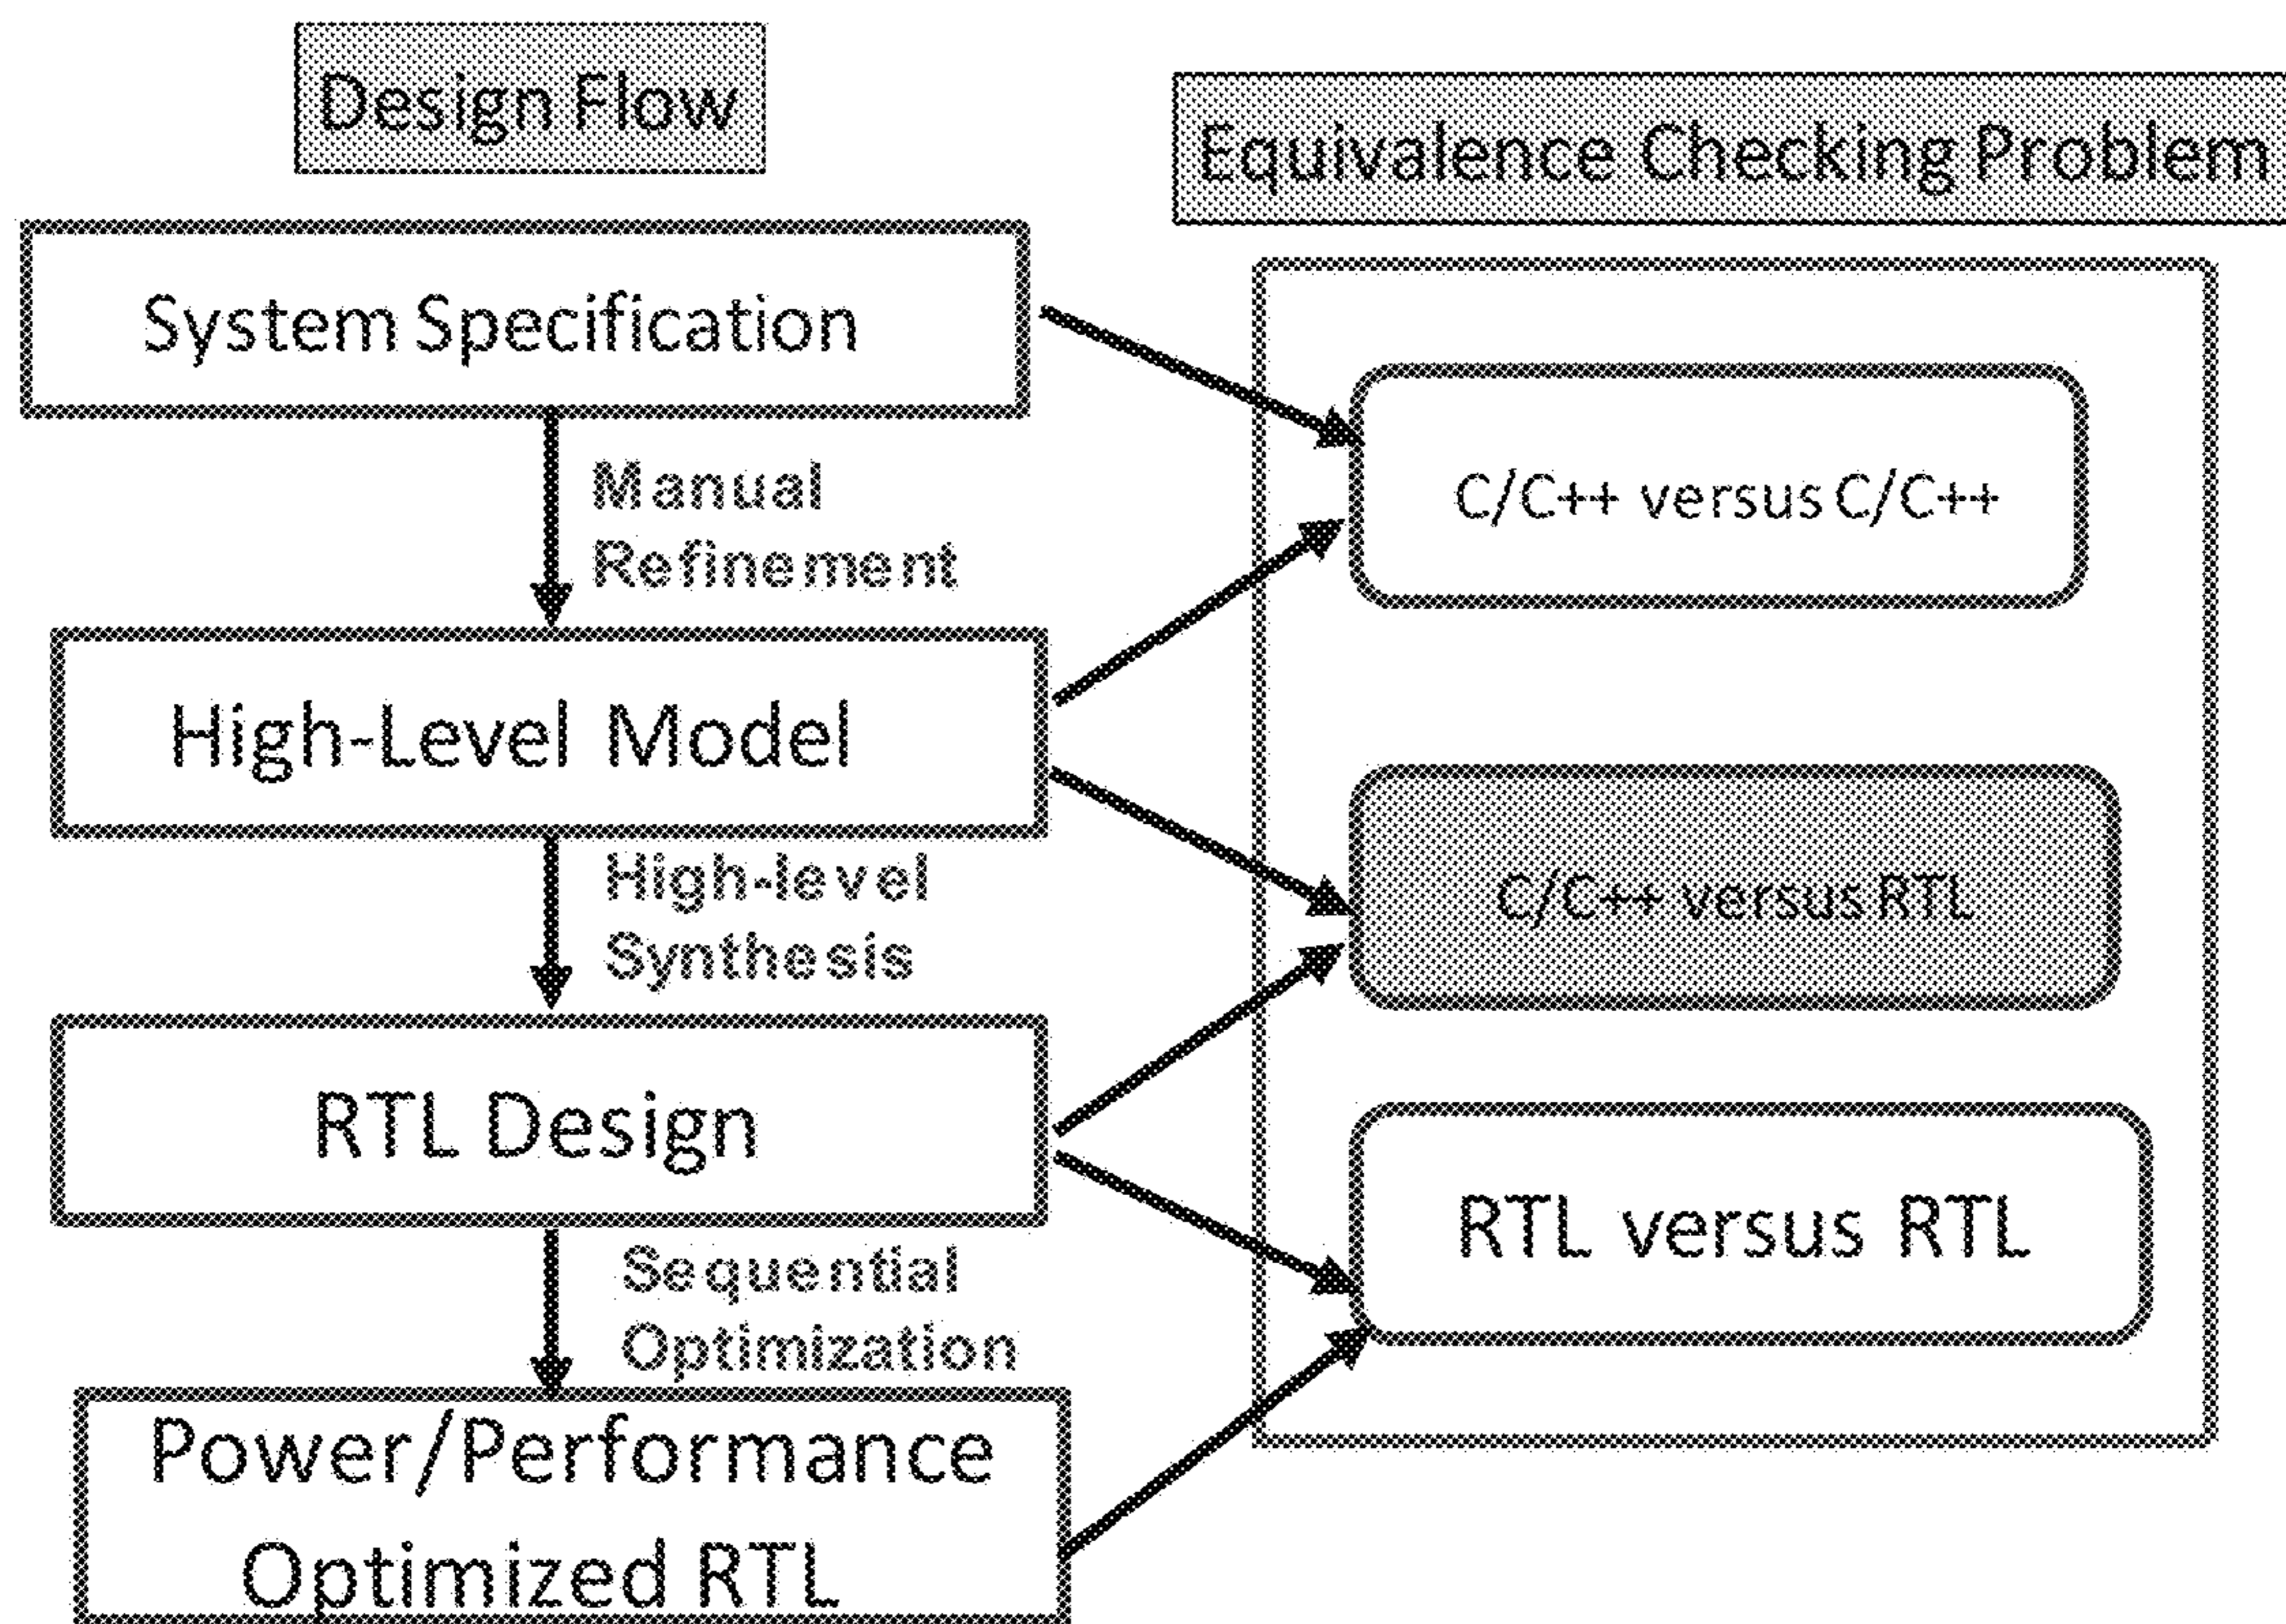 Design Flow
Equivalence Checking Problem
System Specification
Manual
Refinement
C/C++ versus C/C++
High-Level Model
High-level
Synthesis
C/C++ versus RTL
RTL Design
RTL versus RTL
Sequential
Optimization
Power/Performance
Optimized RTL